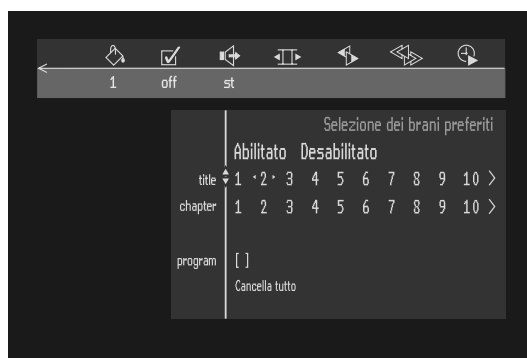 1 off st
Selezione dei brani preferiti
Abilitato Desabilitato
title 1 2 3 4 5 6 7 8 9 10 >
chapter 1 2 3 4 5 6 7 8 9 10 >
program [ ]
Cancella tutto